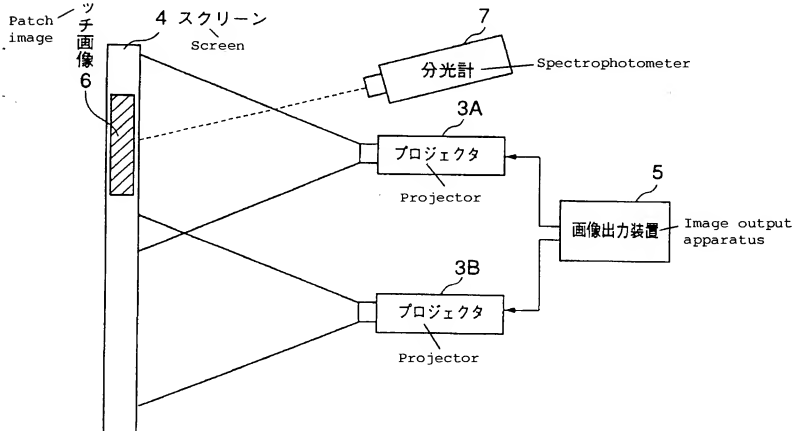 Patch
image
ッチ画像6
4 スクリーン
Screen
7
分光計
Spectrophotometer
3A
プロジェクタ
Projector
5
画像出力装置
Image output
apparatus
3B
プロジェクタ
Projector